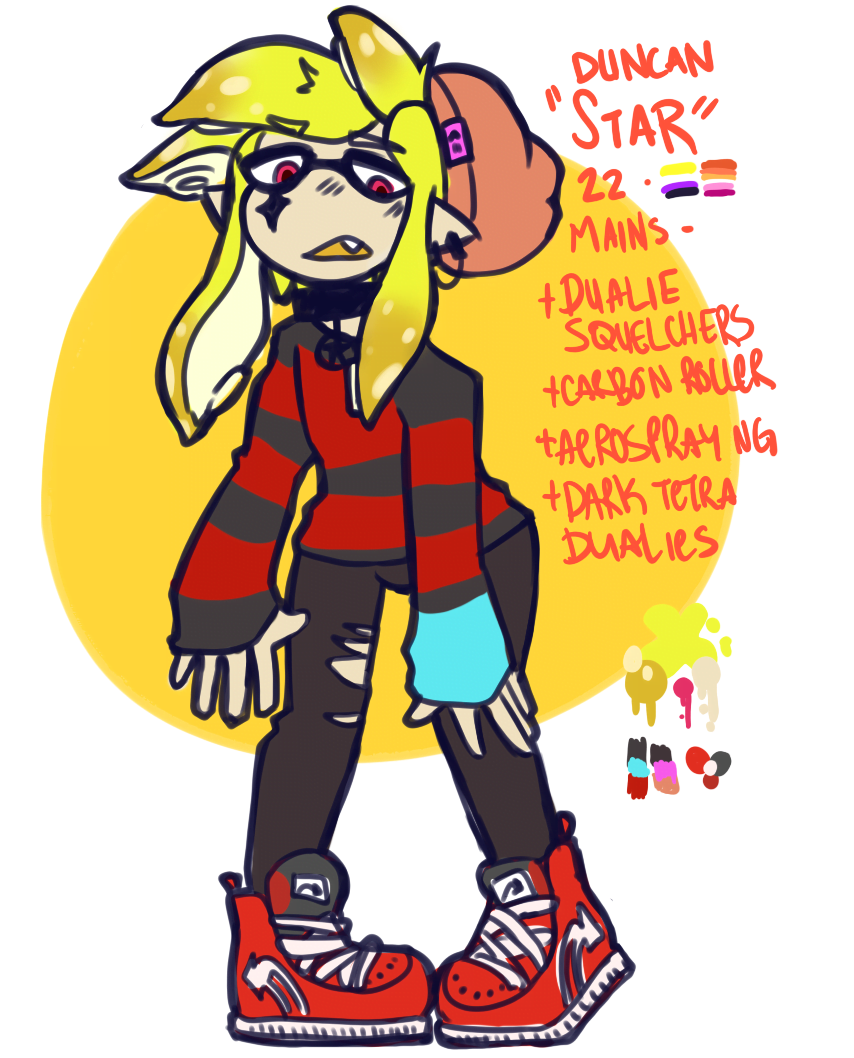 DUNCAN
"STAR"
22 ·
MAINS -
+DUALIE
SQUELCHERS
+CARBON ROLLER
+AEROSPRAY NG
+DARK TETRA
DUALIES